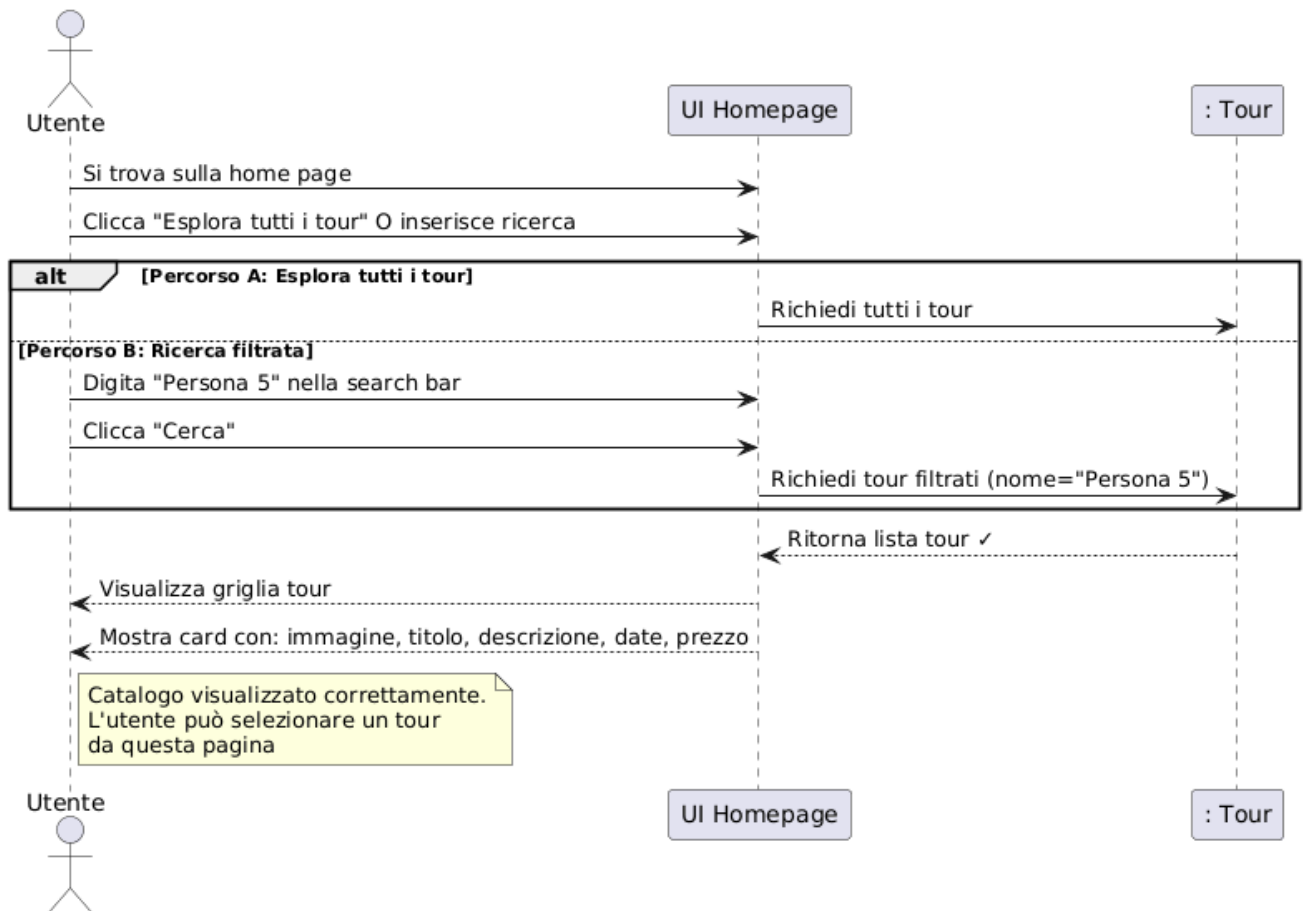 Utente
UI Homepage
: Tour
Si trova sulla home page
Clicca "Esplora tutti i tour" O inserisce ricerca
alt [Percorso A: Esplora tutti i tour]
Richiedi tutti i tour
[Percorso B: Ricerca filtrata]
Digita "Persona 5" nella search bar
Clicca "Cerca"
Richiedi tour filtrati (nome="Persona 5")
Ritorna lista tour ✓
Visualizza griglia tour
Mostra card con: immagine, titolo, descrizione, date, prezzo
Catalogo visualizzato correttamente.
L'utente può selezionare un tour
da questa pagina
Utente
UI Homepage
: Tour